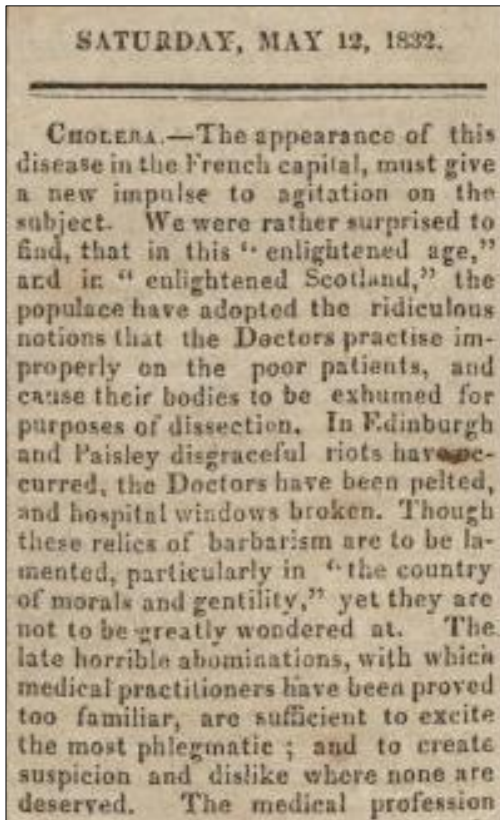 SATURDAY, MAY 12, 1832.
CHOLERA.—The appearance of this
disease in the French capital, must give
a new impulse to agitation on the
subject. We were rather surprised to
find, that in this “ enlightened age,”
and in “ enlightened Scotland,” the
populace have adopted the ridiculous
notions that the Doctors practise im-
properly on the poor patients, and
cause their bodies to be exhumed for
purposes of dissection. In Edinburgh
and Paisley disgraceful riots have oc-
curred, the Doctors have been pelted,
and hospital windows broken. Though
these relics of barbarism are to be la-
mented, particularly in “ the country
of morals and gentility,” yet they are
not to be greatly wondered at. The
late horrible abominations, with which
medical practitioners have been proved
too familiar, are sufficient to excite
the most phlegmatic ; and to create
suspicion and dislike where none are
deserved. The medical profession